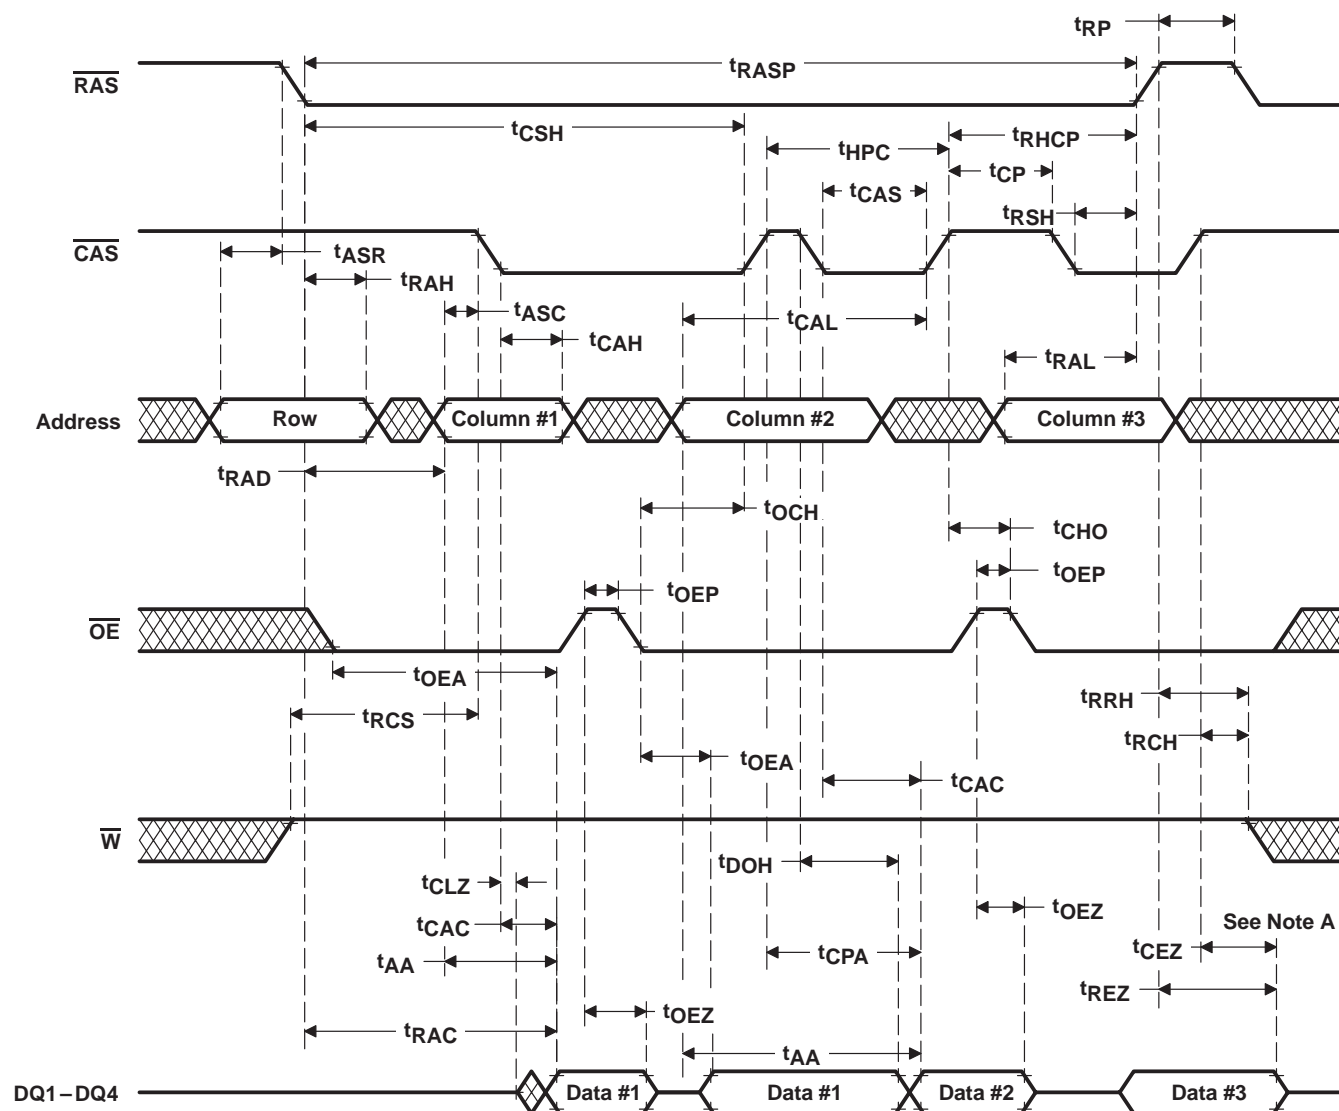 tRP
tRASP
RAS
tCSH
tRHCP
tHPC
tCP
tCAS
tRSH
CAS
tASR
tRAH
tASC
tCAL
tCAH
tRAL
Address
Row
Column #1
Column #2
Column #3
tRAD
tOCH
tCHO
tOEP
tOEP
OE
tOEA
tRRH
tRCS
tRCH
tOEA
tCAC
W
tDOH
tCLZ
tOEZ
See Note A
tCAC
tCEZ
tCPA
tAA
tREZ
tOEZ
tRAC
tAA
DQ1–DQ4
Data #1
Data #1
Data #2
Data #3